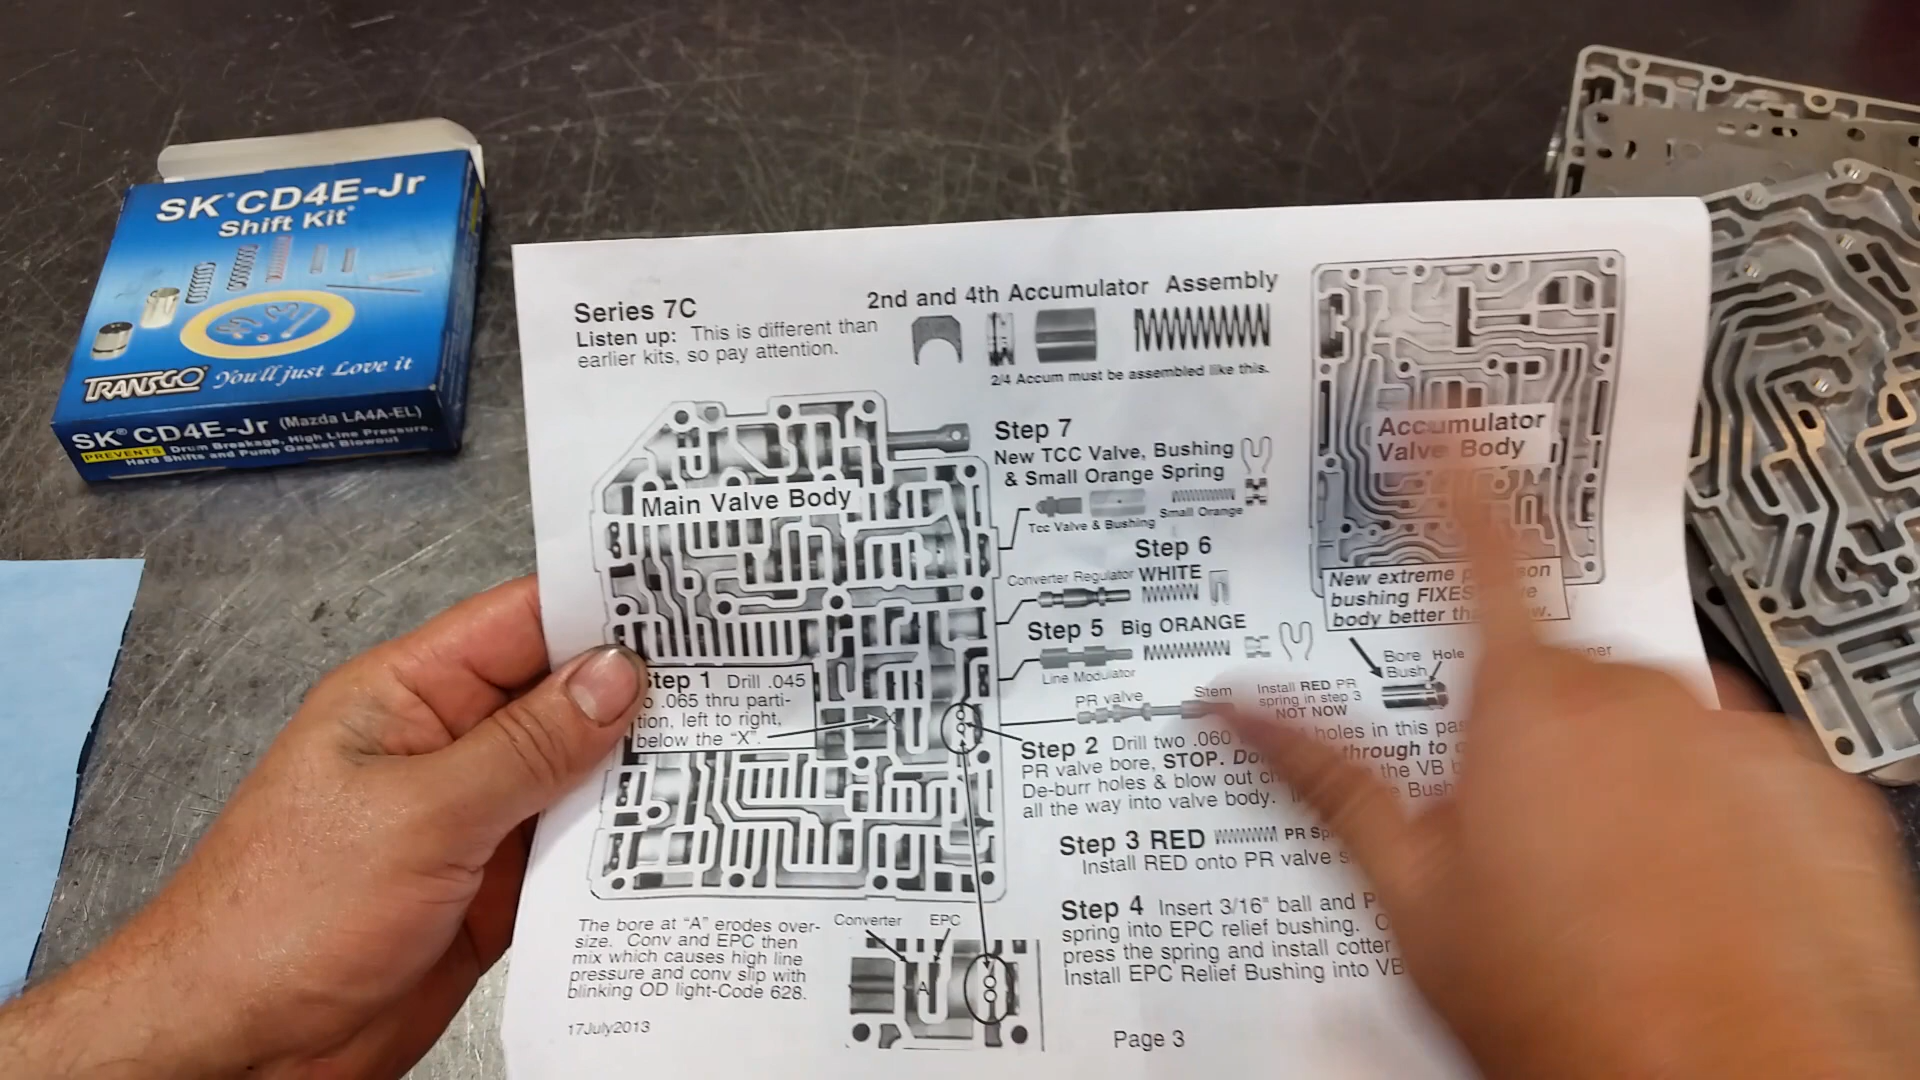 SK® CD4E-Jr
Shift Kit®
TRANSGO® You'll just Love it
SK® CD4E-Jr (Mazda LA4A-EL)
PREVENTS Drum Breakage, High Line Pressure,
Hard Shifts and Pump Gasket Blowout
Series 7C
Listen up: This is different than
earlier kits, so pay attention.
2nd and 4th Accumulator Assembly
2/4 Accum must be assembled like this.
Main Valve Body
Step 7
New TCC Valve, Bushing
& Small Orange Spring
Tcc Valve & Bushing
Small Orange
Step 6
Converter Regulator WHITE
Step 5 Big ORANGE
Line Modulator
Accumulator
Valve Body
New extreme
bushing FIXES
body better
Bore
Bush
Hole
Step 1 Drill .045
.065 thru parti-
tion, left to right,
below the "X".
PR valve
Stem
Install RED PR
spring in step 3
NOT NOW
Step 2 Drill two .060 holes in this
PR valve bore, STOP. through to
De-burr holes & blow out the VB
all the way into valve body.
Step 3 RED PR
Install RED onto PR valve
Step 4 Insert 3/16" ball and
spring into EPC relief bushing.
press the spring and install cotter
Install EPC Relief Bushing into VB
The bore at "A" erodes over-
size. Conv and EPC then
mix which causes high line
pressure and conv slip with
blinking OD light-Code 628.
Converter
EPC
A
17July2013
Page 3